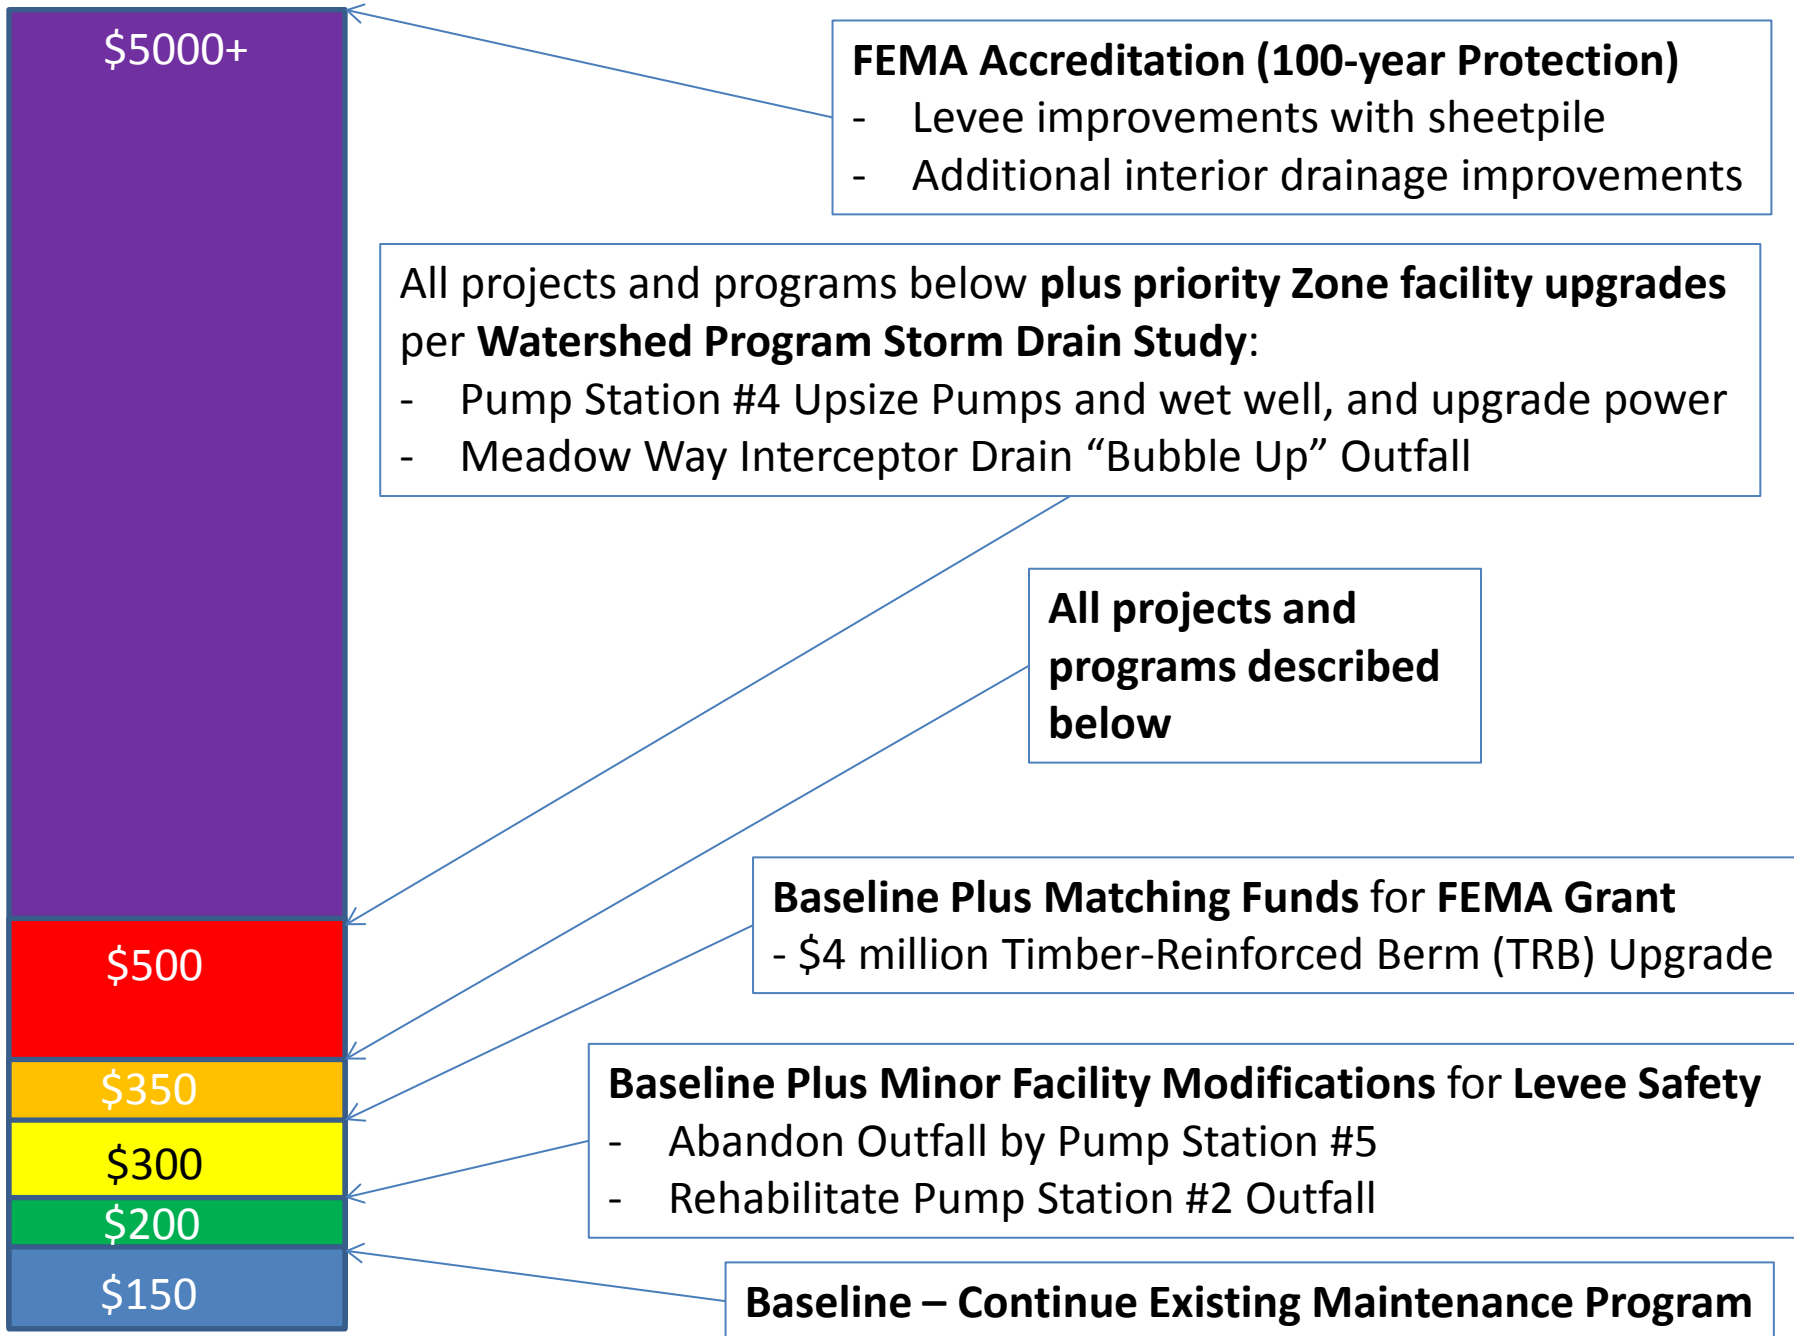 $5000+
FEMA Accreditation (100-year Protection)
- Levee improvements with sheetpile
- Additional interior drainage improvements
All projects and programs below plus priority Zone facility upgrades
per Watershed Program Storm Drain Study:
- Pump Station #4 Upsize Pumps and wet well, and upgrade power
- Meadow Way Interceptor Drain “Bubble Up” Outfall
All projects and
programs described
below
$500
Baseline Plus Matching Funds for FEMA Grant
- $4 million Timber-Reinforced Berm (TRB) Upgrade
$350
$300
Baseline Plus Minor Facility Modifications for Levee Safety
- Abandon Outfall by Pump Station #5
- Rehabilitate Pump Station #2 Outfall
$200
$150
Baseline – Continue Existing Maintenance Program